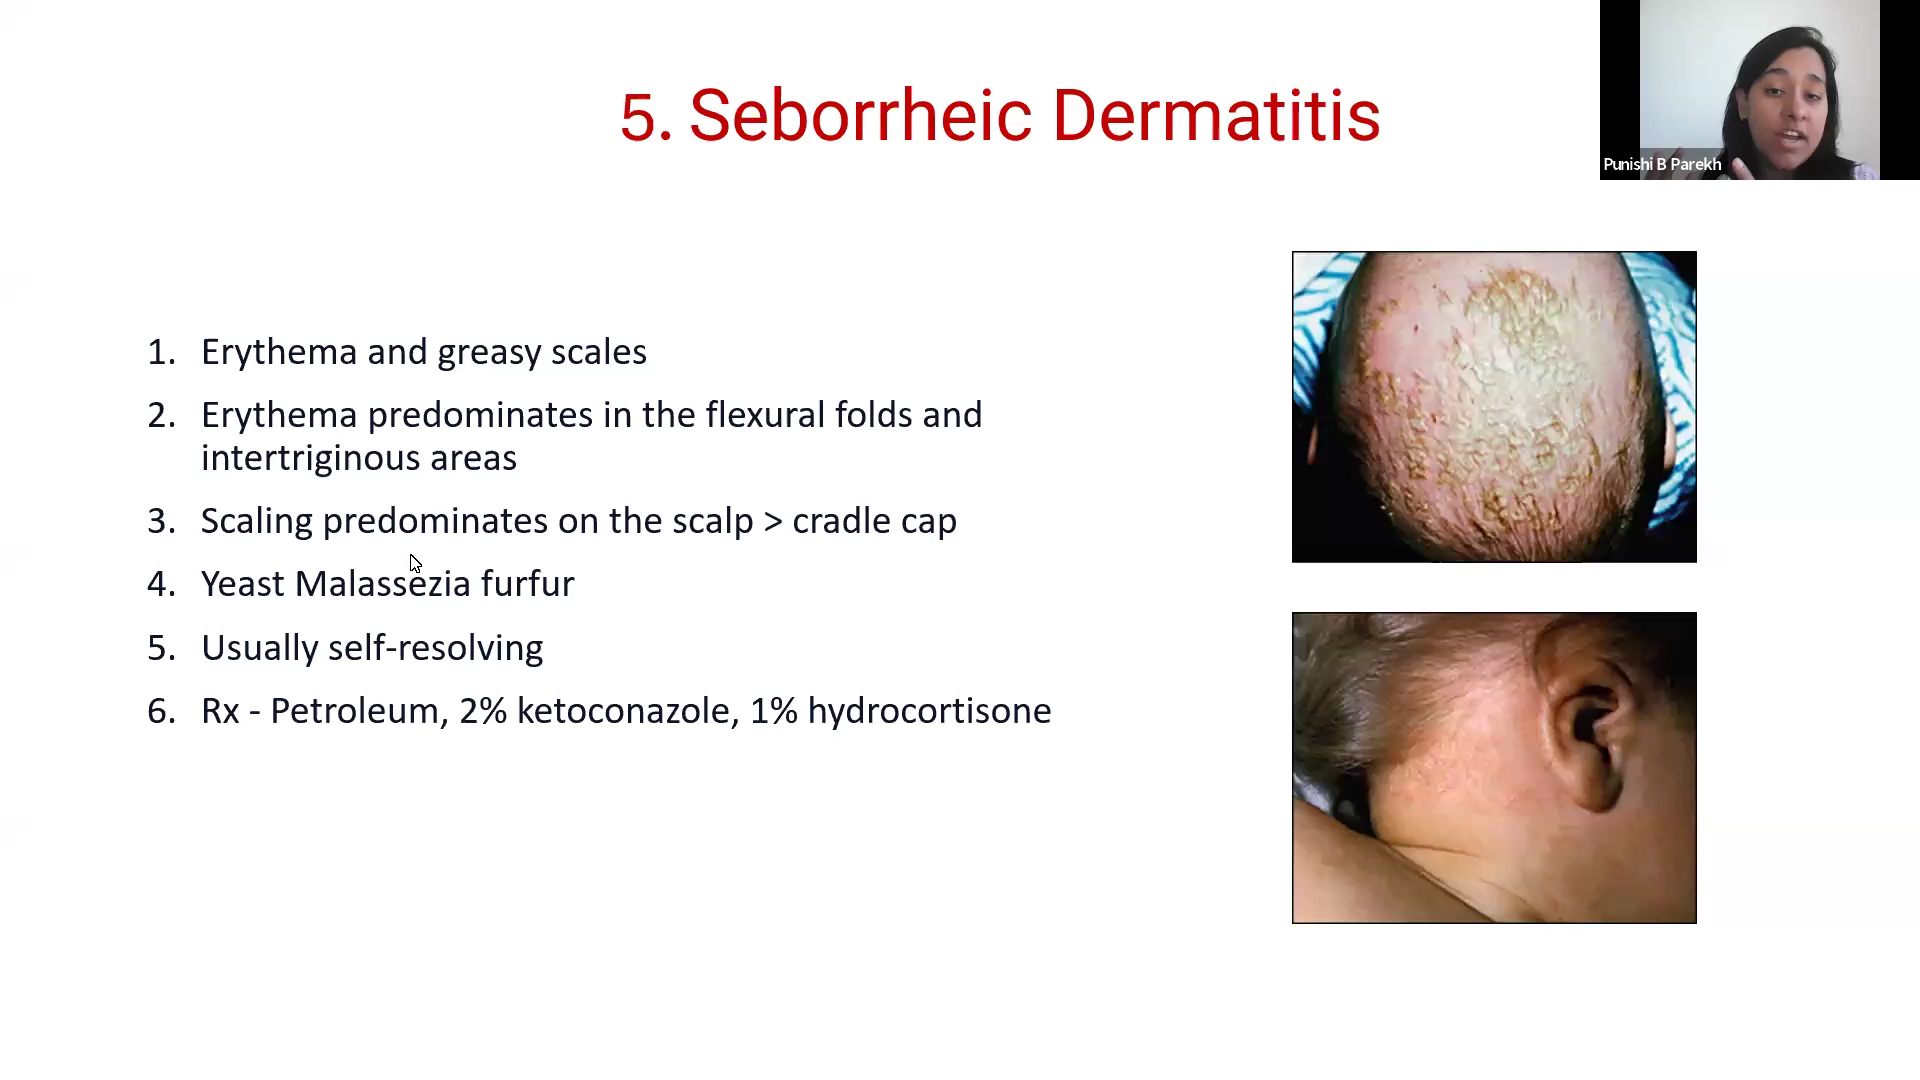 5. Seborrheic Dermatitis
Punishi B Parekh
1. Erythema and greasy scales
2. Erythema predominates in the flexural folds and
intertriginous areas
3. Scaling predominates on the scalp > cradle cap
4. Yeast Malassezia furfur
5. Usually self-resolving
6. Rx - Petroleum, 2% ketoconazole, 1% hydrocortisone